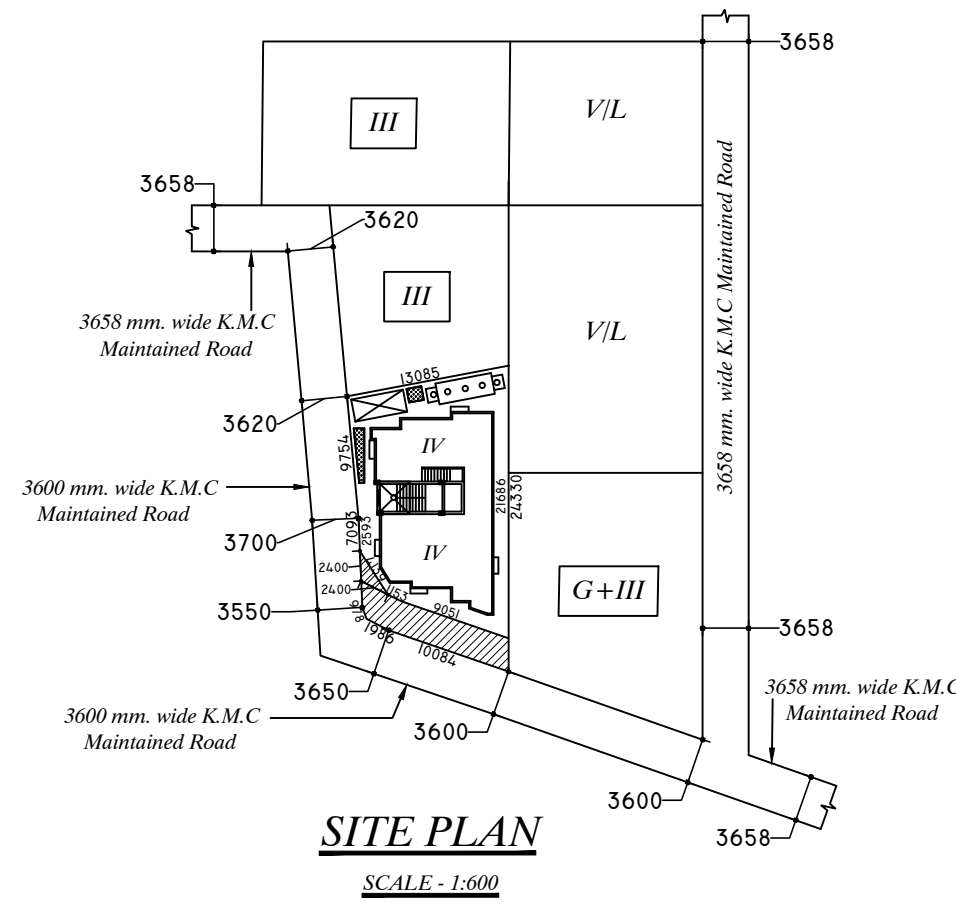 3658
III
V/L
3658 mm. wide K.M.C Maintained Road
3658
3620
III
V/L
3658 mm. wide K.M.C
Maintained Road
13085
3620
IV
9754
3600 mm. wide K.M.C
Maintained Road
21686
24330
7093
2593
3700
IV
2400
2400
1153
9051
G+III
3550
816
1986
10084
3658
3650
3658 mm. wide K.M.C
Maintained Road
3600 mm. wide K.M.C
Maintained Road
3600
3600
3658
SITE PLAN
SCALE - 1:600